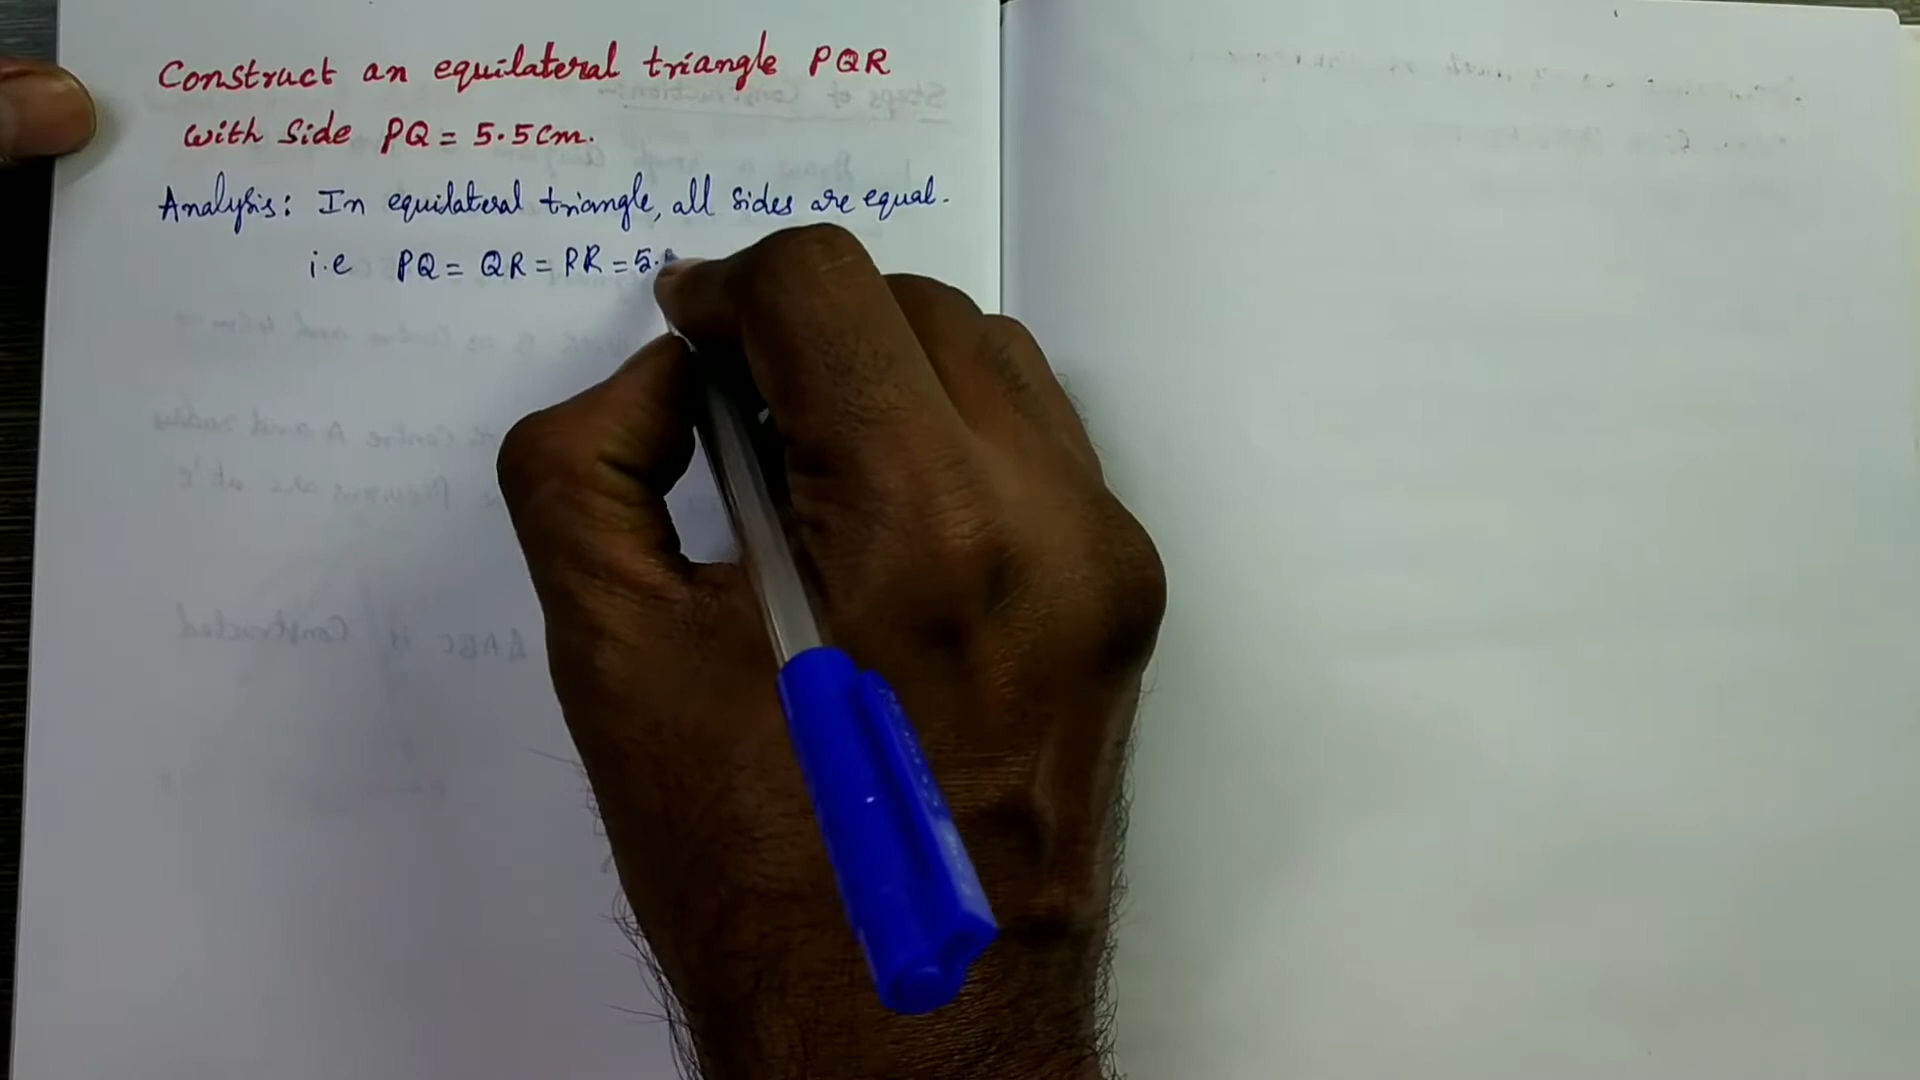 Construct an equilateral triangle PQR
with Side PQ = 5.5cm.
Analysis: In equilateral triangle, all sides are equal.
i.e PQ = QR = PR = 5.